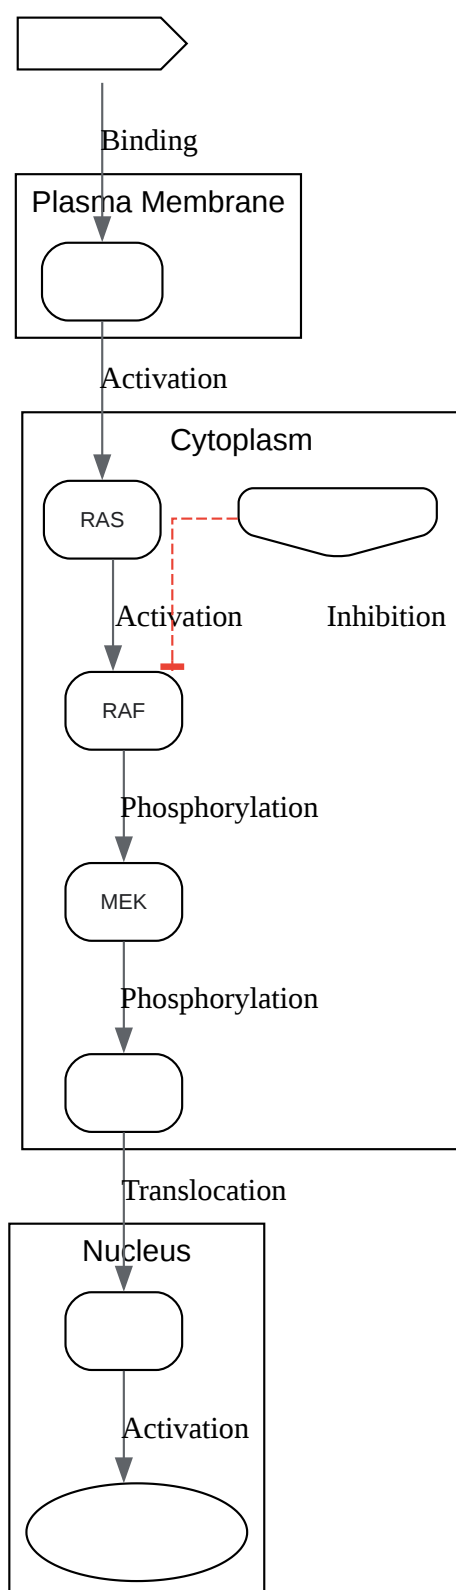 Binding
Plasma Membrane
Activation
Cytoplasm
RAS
Activation
Inhibition
RAF
Phosphorylation
MEK
Phosphorylation
Translocation
Nucleus
Activation